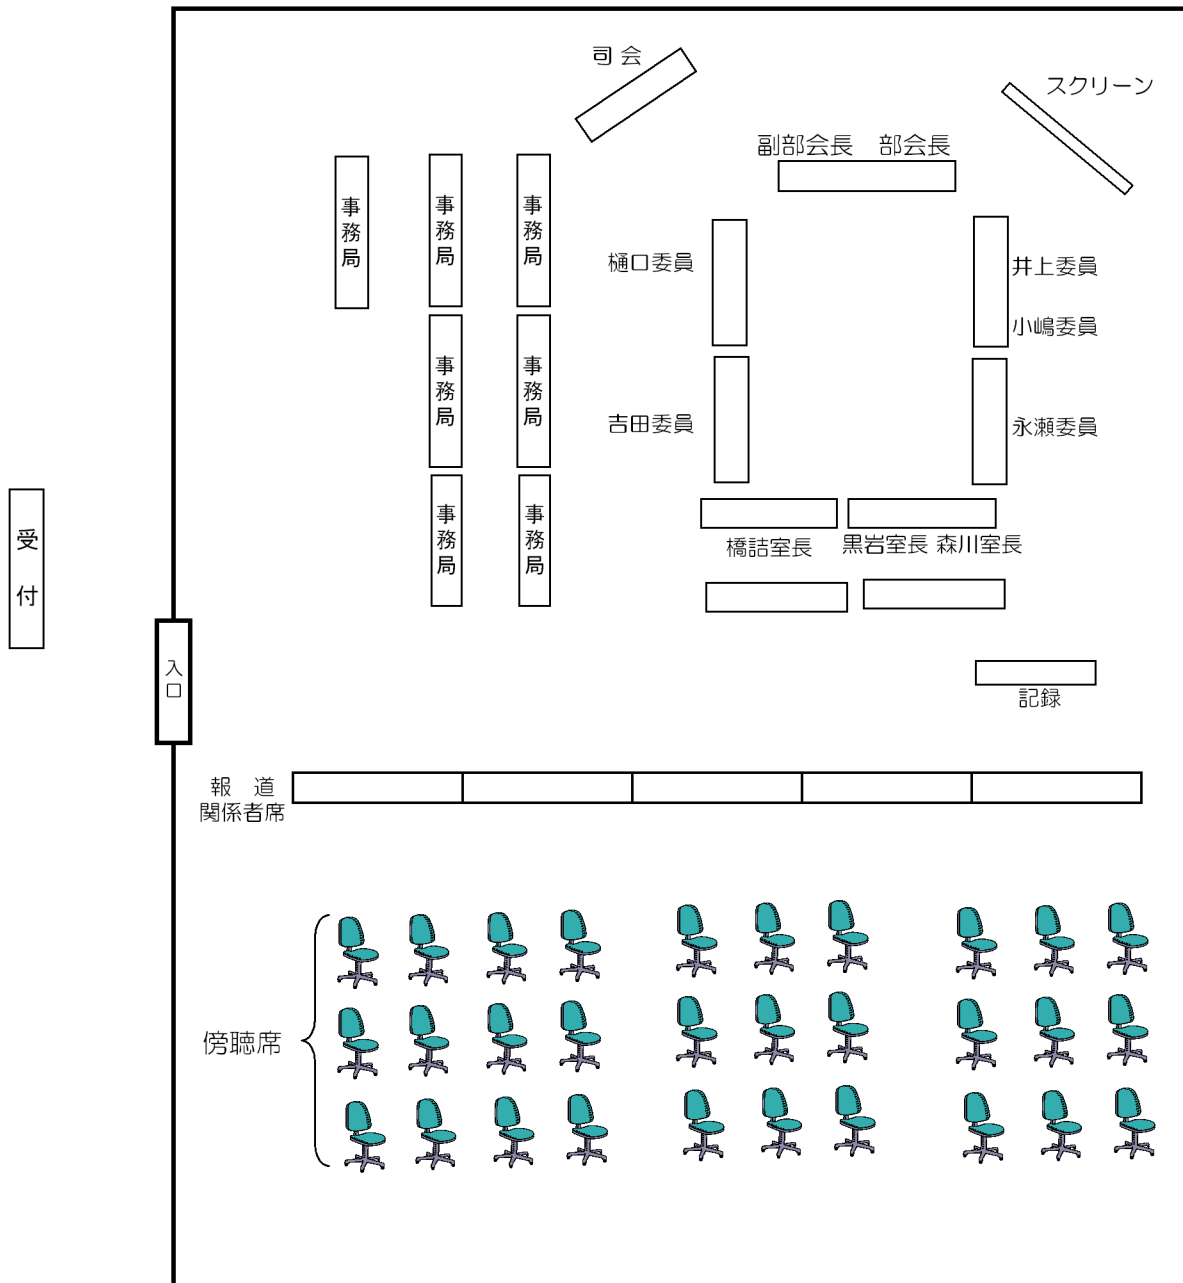 司 会
スクリーン
副部会長　部会長
事務局
事務局
事務局
樋口委員
井上委員
小嶋委員
事務局
事務局
吉田委員
永瀬委員
事務局
事務局
橋詰室長
黒岩室長 森川室長
受 付
入口
記録
報 道
関係者席
傍聴席